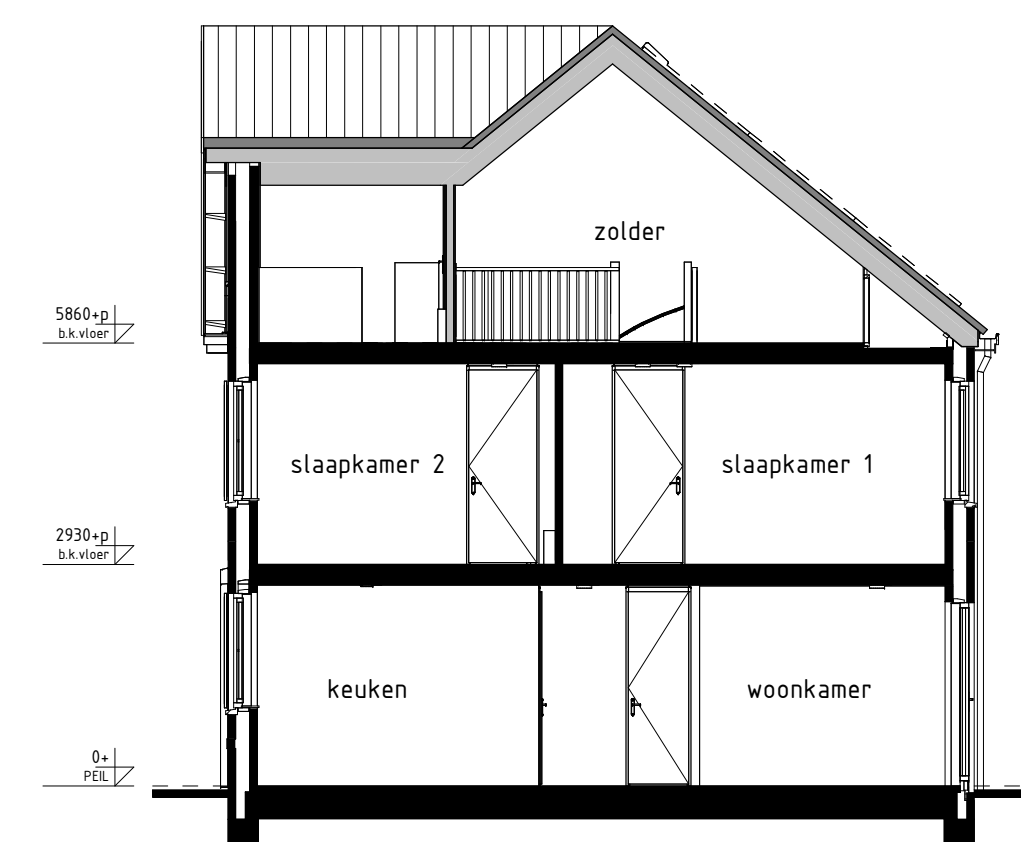 zolder
5860+p
b.k.vloer
slaapkamer 2
slaapkamer 1
2930+p
b.k.vloer
keuken
woonkamer
0+
PEIL